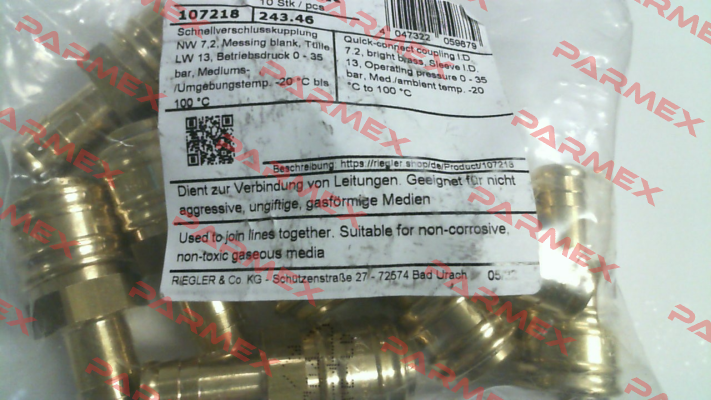 10 Stk / pcs
107218 243.46
Schnellverschlusskupplung
NW 7,2, Messing blank, Tülle
LW 13, Betriebsdruck 0 - 35
bar, Mediums-
/Umgebungstemp. -20 °C bis
100 °C
4 047322 059679
Quick-connect coupling I.D.
7.2, bright brass, Sleeve I.D.
13, Operating pressure 0 - 35
bar, Med./ambient temp. -20
°C to 100 °C
Beschreibung: https://riegler.shop/de/Product/107218
Dient zur Verbindung von Leitungen. Geeignet für nicht
aggressive, ungiftige, gasförmige Medien
Used to join lines together. Suitable for non-corrosive,
non-toxic gaseous media
RIEGLER & Co. KG - Schützenstraße 27 - 72574 Bad Urach
PARMEX
PARMEX
PARMEX
PARMEX
PARMEX
PARMEX
PARMEX
PARMEX
PARMEX